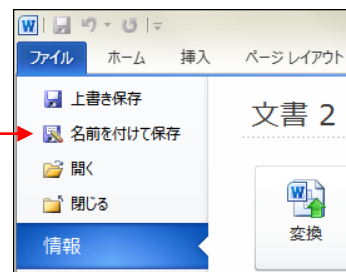 W
ファイル ホーム 挿入 ページ レイアウト
上書き保存
名前を付けて保存
開く
閉じる
情報
文書 2
変換